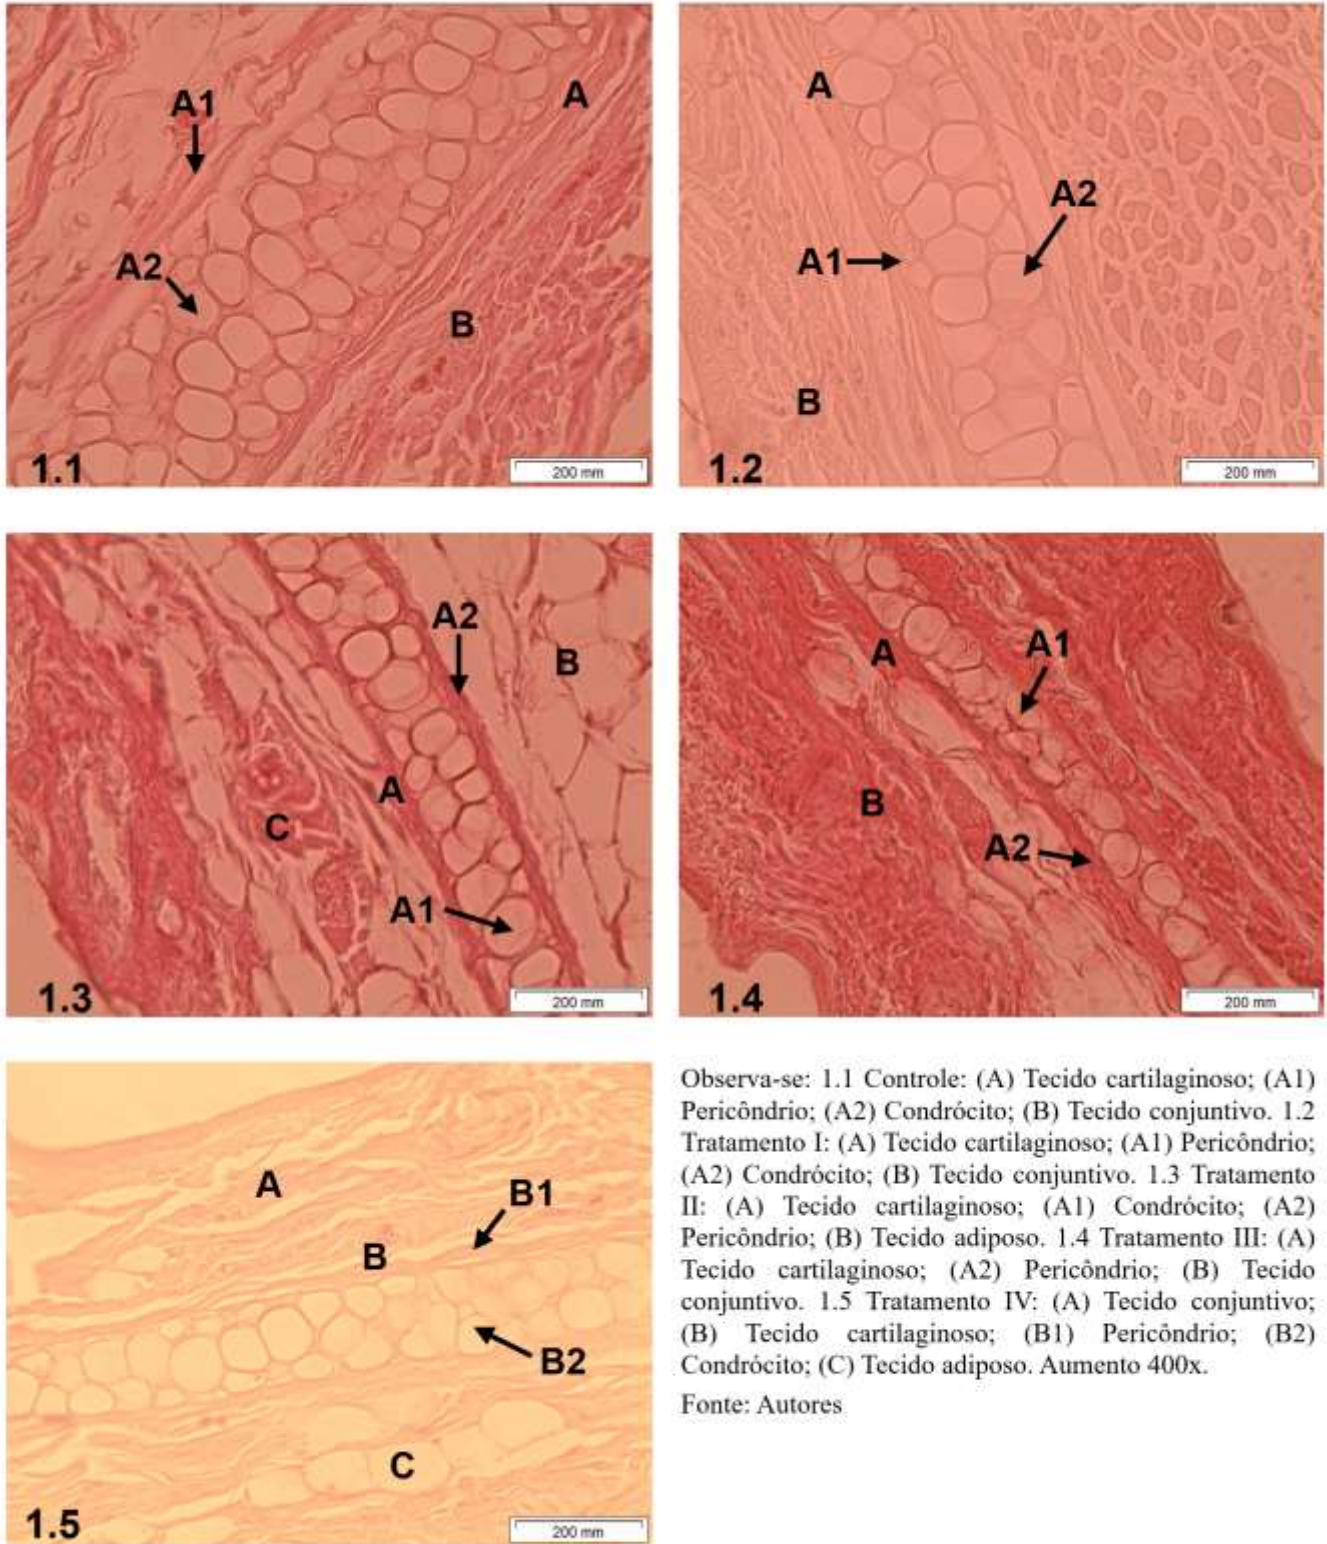 A1
A
A2
B
1.1
200 mm
A
A2
A1
B
1.2
200 mm
A2
B
A
C
A1
1.3
200 mm
A
A1
B
A2
1.4
200 mm
A
B1
B
B2
C
1.5
200 mm
Observa-se: 1.1 Controle: (A) Tecido cartilaginoso; (A1)
Pericôndrio; (A2) Condrócito; (B) Tecido conjuntivo. 1.2
Tratamento I: (A) Tecido cartilaginoso; (A1) Pericôndrio;
(A2) Condrócito; (B) Tecido conjuntivo. 1.3 Tratamento
II: (A) Tecido cartilaginoso; (A1) Condrócito; (A2)
Pericôndrio; (B) Tecido adiposo. 1.4 Tratamento III: (A)
Tecido cartilaginoso; (A2) Pericôndrio; (B) Tecido
conjuntivo. 1.5 Tratamento IV: (A) Tecido conjuntivo;
(B) Tecido cartilaginoso; (B1) Pericôndrio; (B2)
Condrócito; (C) Tecido adiposo. Aumento 400x.
Fonte: Autores